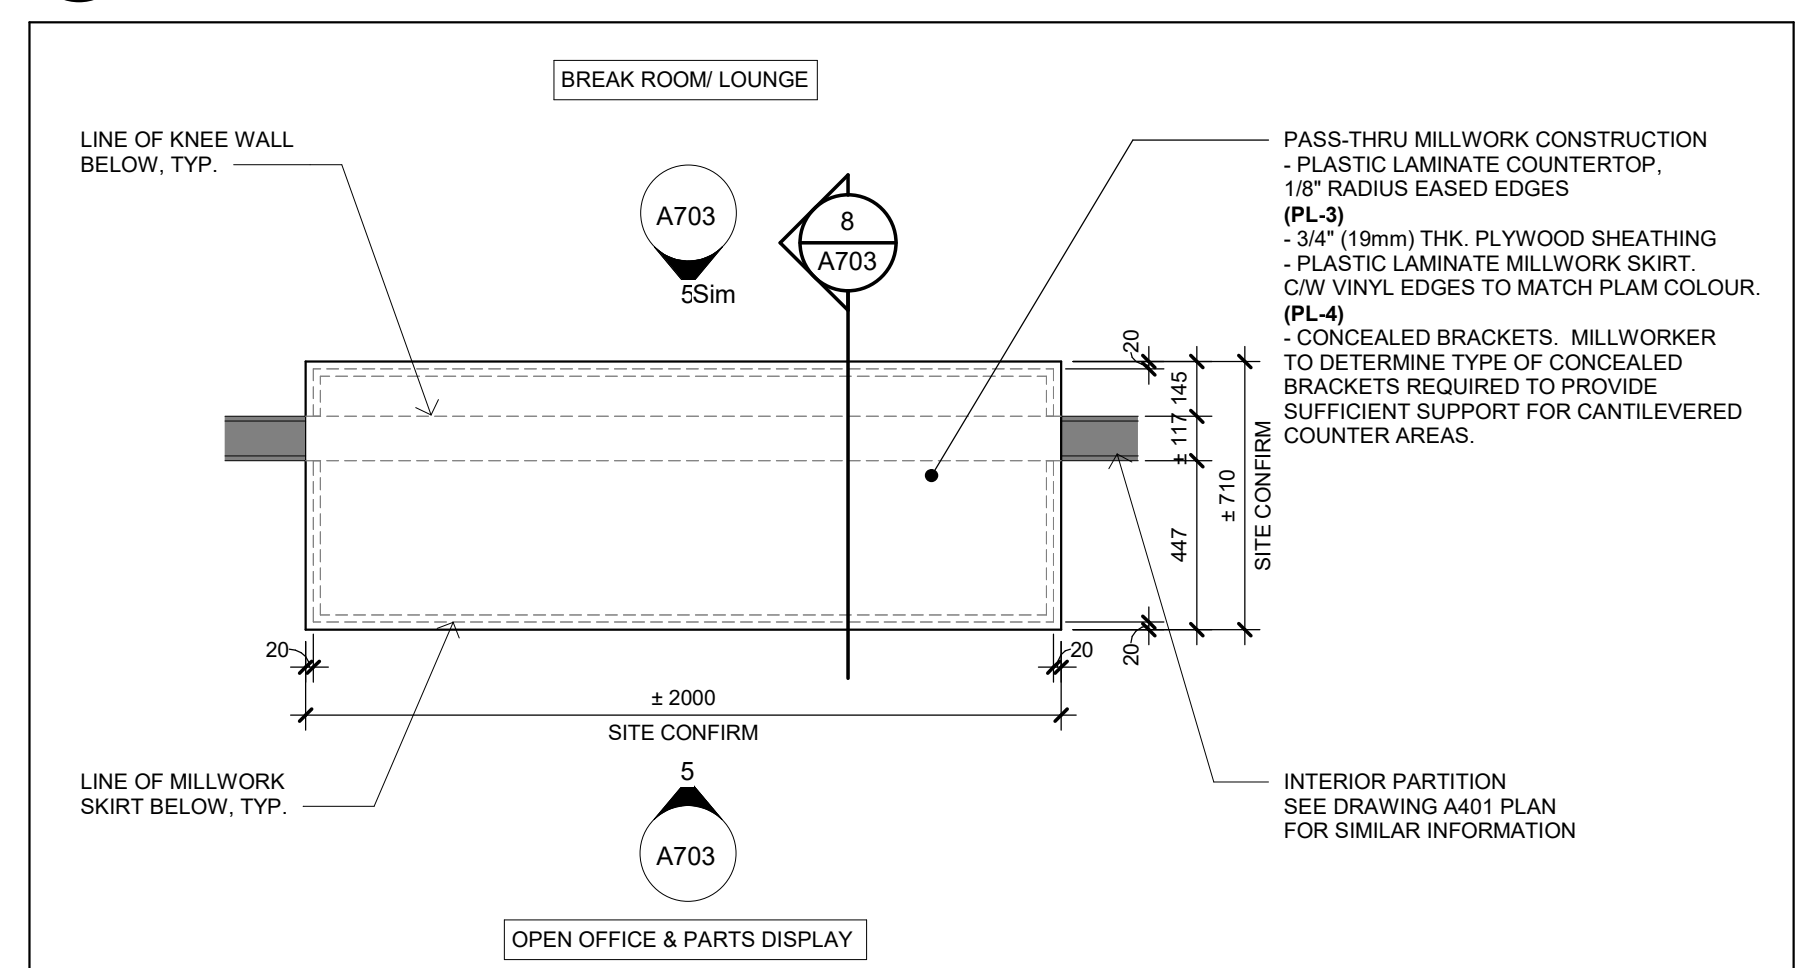 BREAK ROOM/ LOUNGE
LINE OF KNEE WALL
BELOW, TYP.
A703
5Sim
8
A703
PASS-THRU MILLWORK CONSTRUCTION
- PLASTIC LAMINATE COUNTERTOP,
1/8" RADIUS EASED EDGES
(PL-3)
- 3/4" (19mm) THK. PLYWOOD SHEATHING
- PLASTIC LAMINATE MILLWORK SKIRT.
C/W VINYL EDGES TO MATCH PLAM COLOUR.
(PL-4)
- CONCEALED BRACKETS. MILLWORKER
TO DETERMINE TYPE OF CONCEALED
BRACKETS REQUIRED TO PROVIDE
SUFFICIENT SUPPORT FOR CANTILEVERED
COUNTER AREAS.
20
145
± 117
447
20
± 710
SITE CONFIRM
20
20
± 2000
SITE CONFIRM
LINE OF MILLWORK
SKIRT BELOW, TYP.
5
A703
INTERIOR PARTITION
SEE DRAWING A401 PLAN
FOR SIMILAR INFORMATION
OPEN OFFICE & PARTS DISPLAY